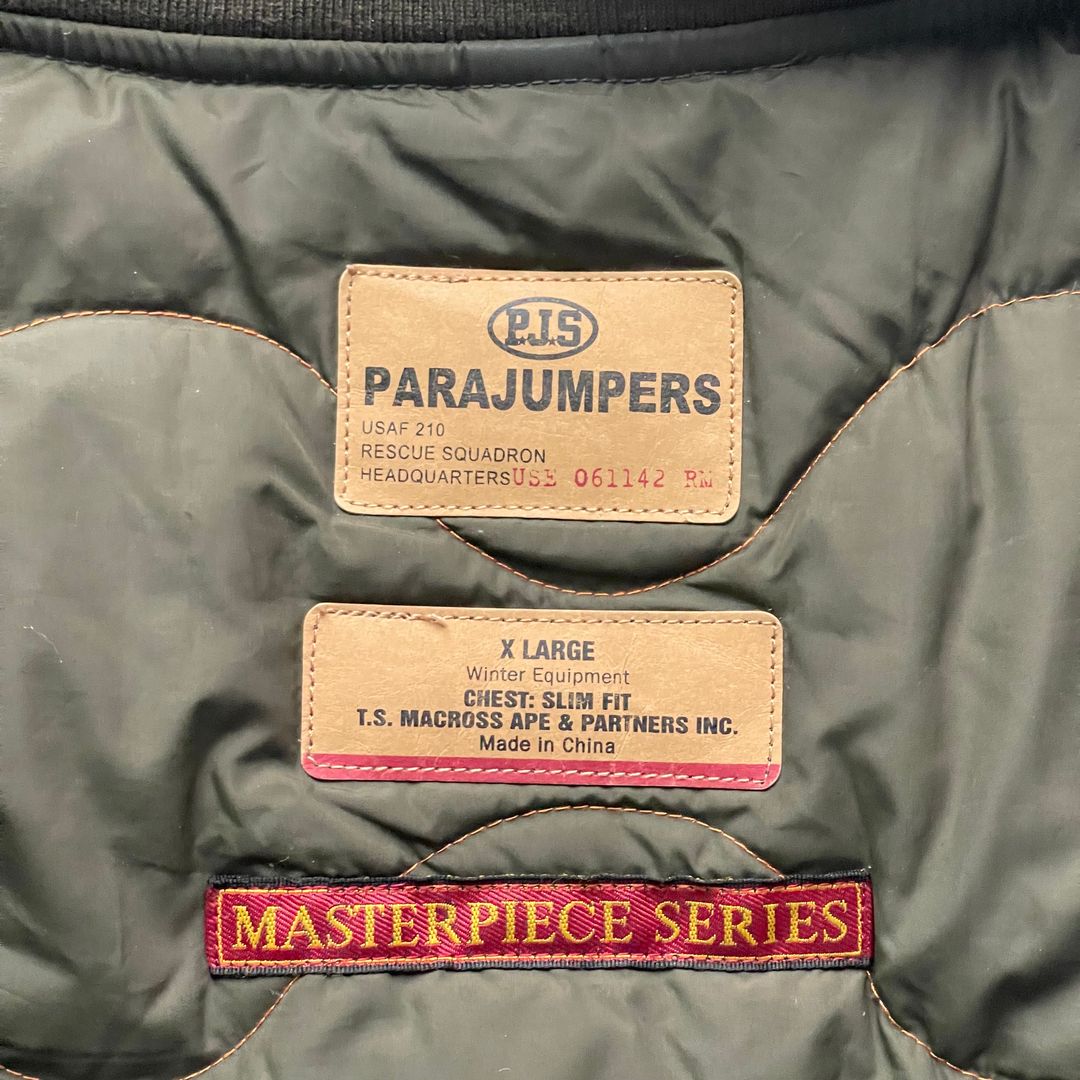 P.J.S
PARAJUMPERS
USAF 210
RESCUE SQUADRON
HEADQUARTERS USE 061142 RM
X LARGE
Winter Equipment
CHEST: SLIM FIT
T.S. MACROSS APE & PARTNERS INC.
Made in China
MASTERPIECE SERIES